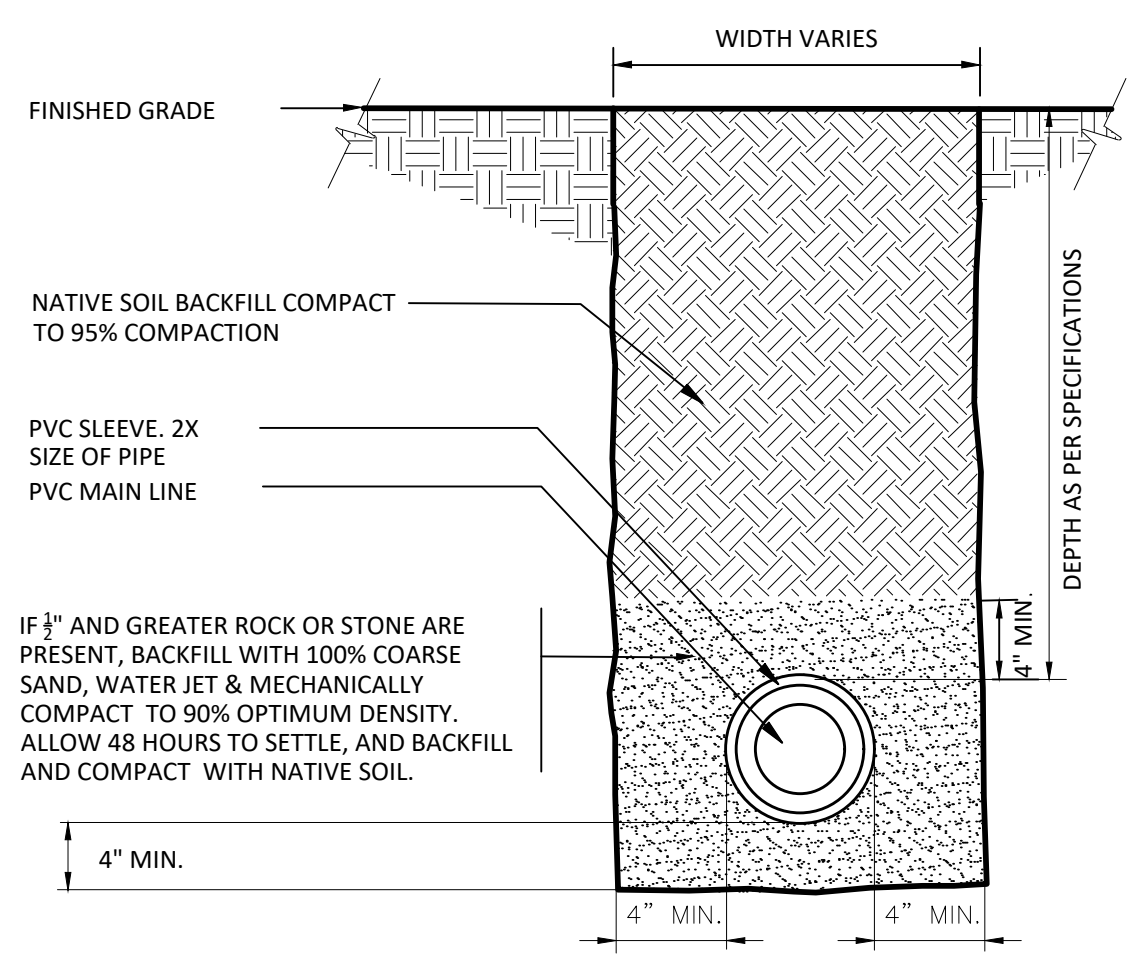 WIDTH VARIES
FINISHED GRADE
NATIVE SOIL BACKFILL COMPACT
TO 95% COMPACTION
PVC SLEEVE. 2X
SIZE OF PIPE
PVC MAIN LINE
DEPTH AS PER SPECIFICATIONS
4" MIN.
IF ½" AND GREATER ROCK OR STONE ARE
PRESENT, BACKFILL WITH 100% COARSE
SAND, WATER JET & MECHANICALLY
COMPACT TO 90% OPTIMUM DENSITY.
ALLOW 48 HOURS TO SETTLE, AND BACKFILL
AND COMPACT WITH NATIVE SOIL.
4" MIN.
4” MIN.
4” MIN.